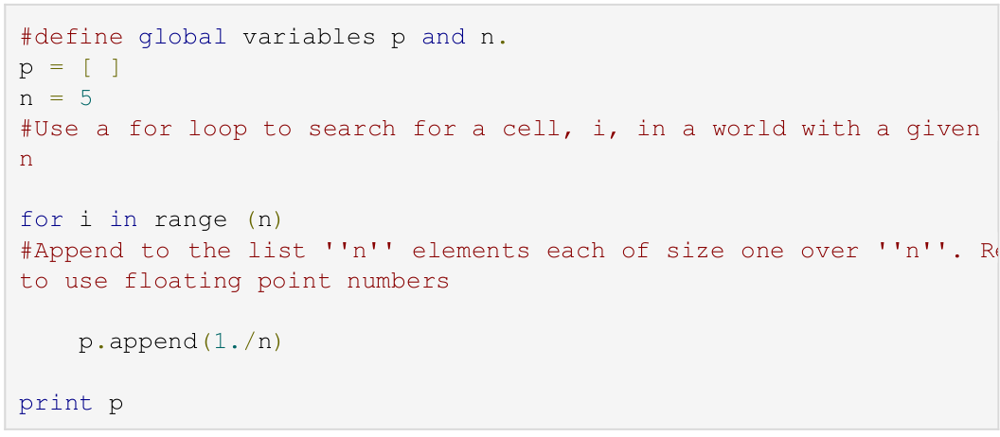 #define global variables p and n.
p = [ ]
n = 5
#Use a for loop to search for a cell, i, in a world with a given
n
for i in range (n)
#Append to the list ''n'' elements each of size one over ''n''.
to use floating point numbers
    p.append(1./n)
print p